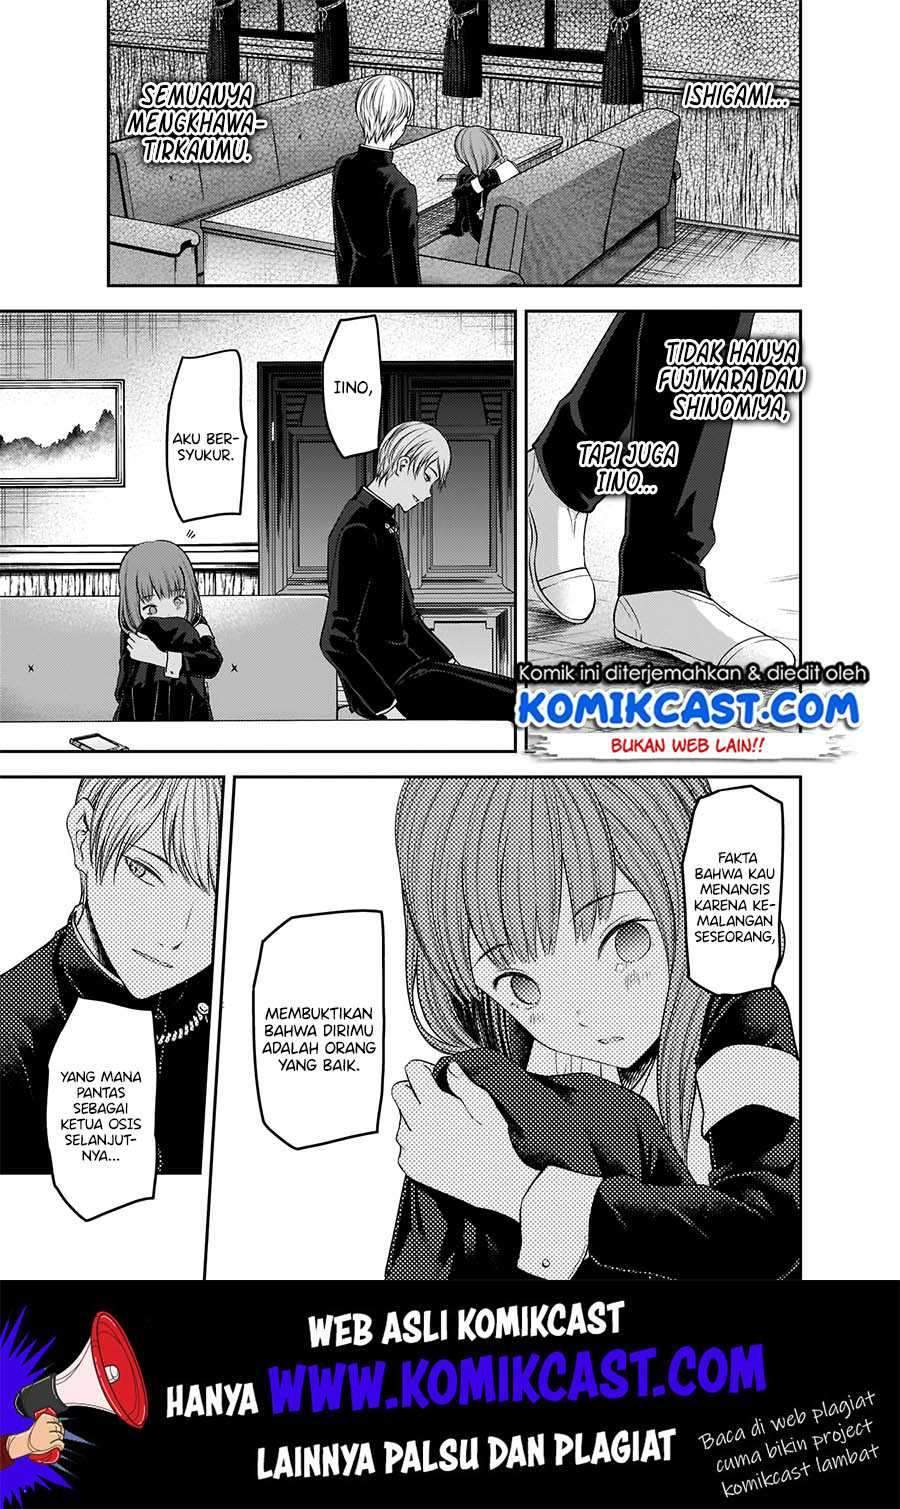 ISHIGAMI...
SEMUANYA
MENGKHAWA-
TIRKANMU.
TIDAK HANYA
FUJIWARA DAN
SHINOMIYA,
TAPI JUGA
IINO...
IINO,
AKU BER-
SYUKUR.
Komik ini diterjemahkan & diedit oleh
KOMIKCAST.COM
BUKAN WEB LAIN!!
FAKTA
BAHWA KAU
MENANGIS
KARENA KE-
MALANGAN
SESEORANG,
MEMBUKTIKAN
BAHWA DIRIMU
ADALAH ORANG
YANG BAIK.
YANG MANA
PANTAS
SEBAGAI
KETUA OSIS
SELANJUT-
NYA...
WEB ASLI KOMIKCAST
HANYA WWW.KOMIKCAST.COM
LAINNYA PALSU DAN PLAGIAT
Baca di web plagiat
cuma bikin project
komikcast lambat